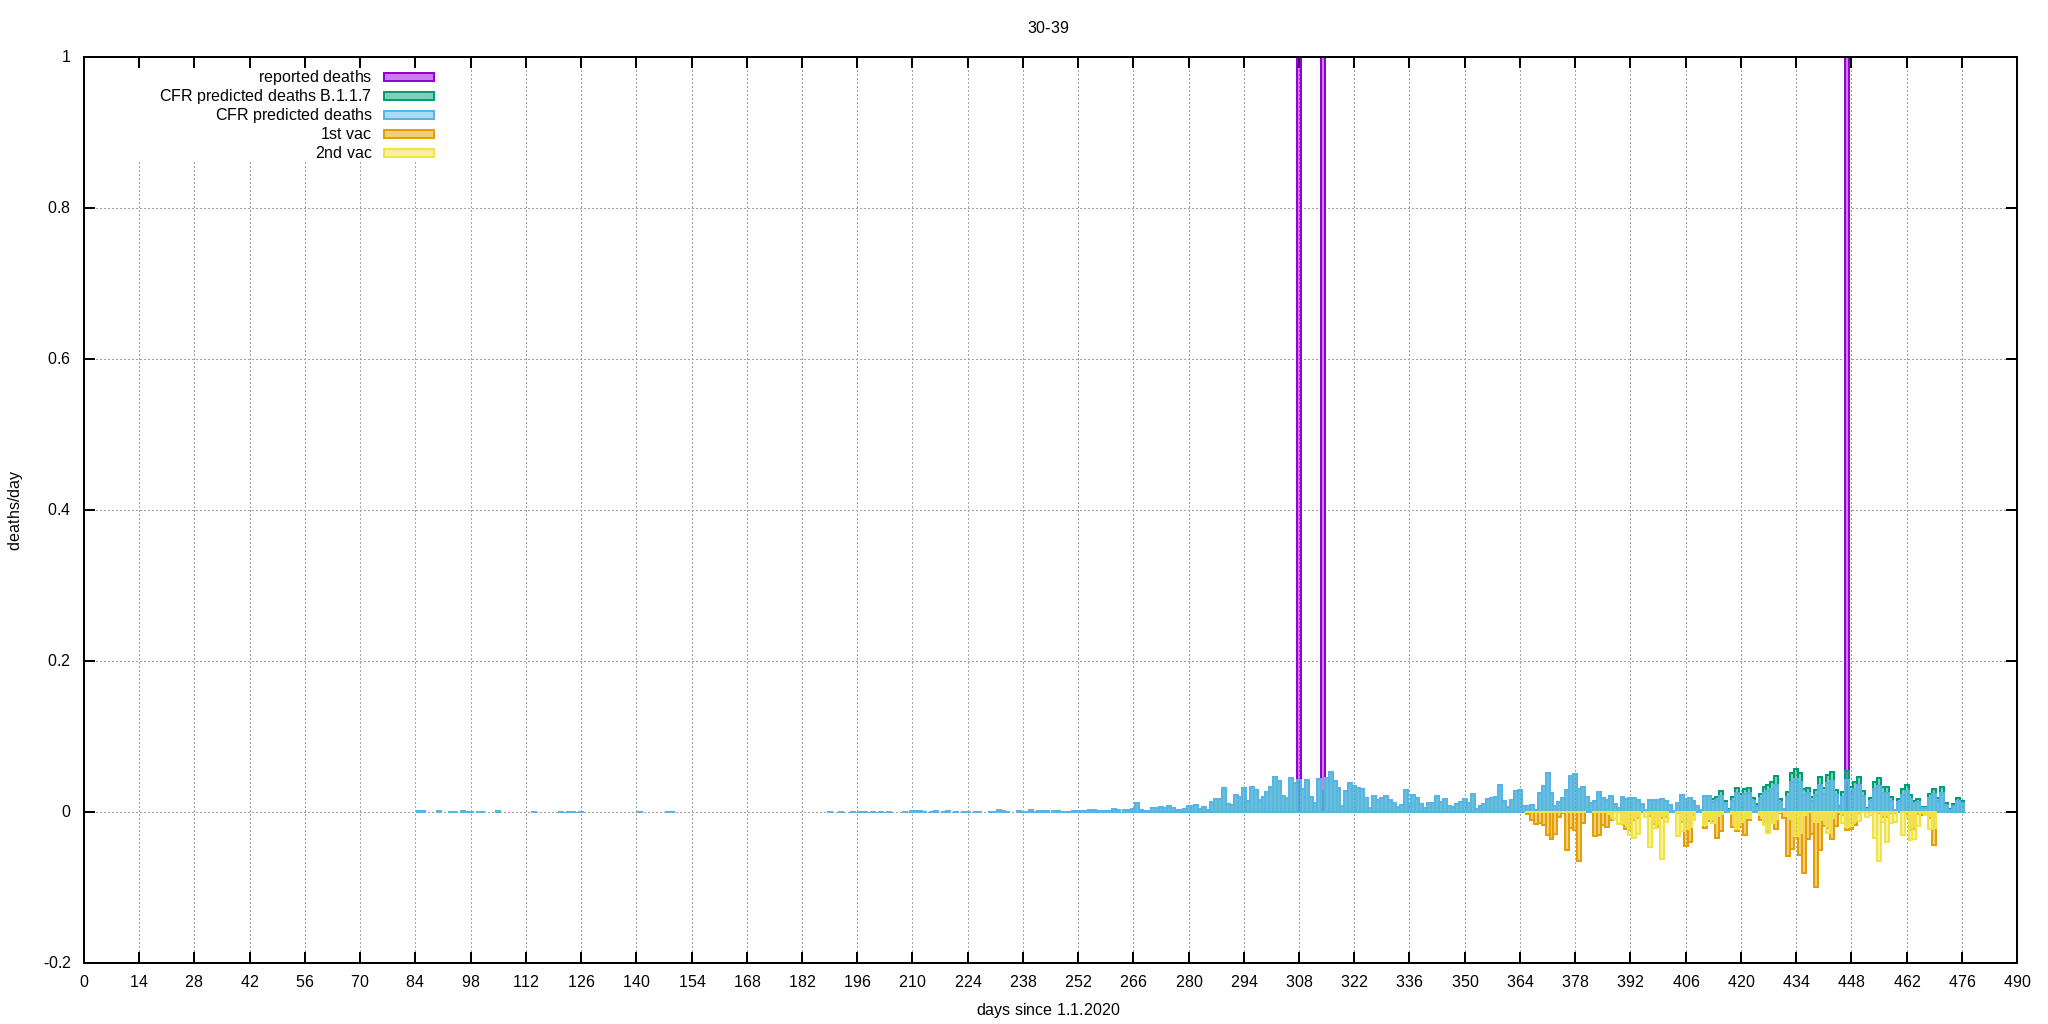 30-39
1
reported deaths
CFR predicted deaths B.1.1.7
CFR predicted deaths
1st vac
2nd vac
0.8
0.6
0.4
0.2
0
-0.2
deaths/day
0 14 28 42 56 70 84 98 112 126 140 154 168 182 196 210 224 238 252 266 280 294 308 322 336 350 364 378 392 406 420 434 448 462 476 490
days since 1.1.2020